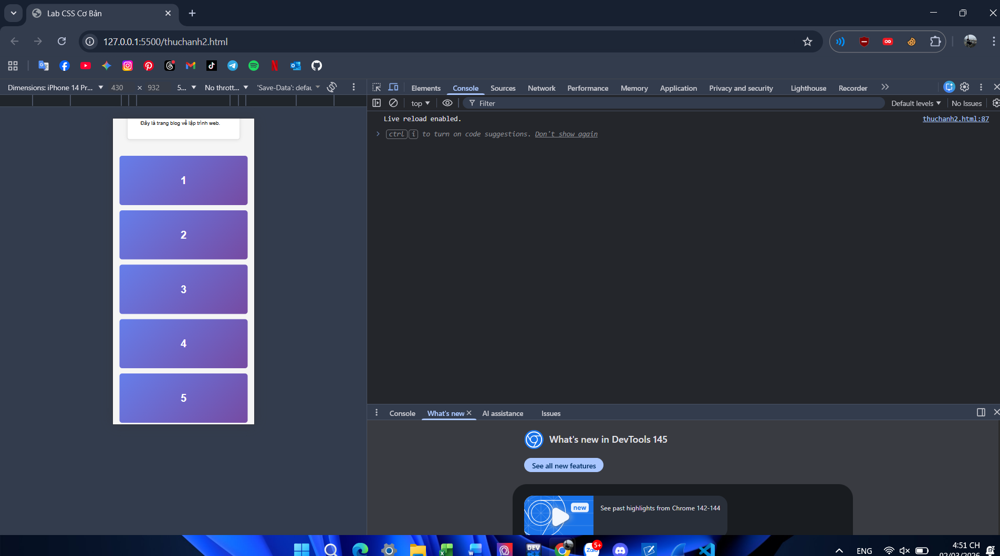 Lab CSS Cơ Bản
127.0.0.1:5500/thuchanh2.html
Dimensions: iPhone 14 Pr... 430 × 932 5... No thrott... 'Save-Data': defau
Elements Console Sources Network Performance Memory Application Privacy and security Lighthouse Recorder
top Filter Default levels No Issues
Live reload enabled. thuchanh2.html:87
ctrl i to turn on code suggestions. Don't show again
Đây là trang blog về lập trình web.
1
2
3
4
5
Console What's new AI assistance Issues
What's new in DevTools 145
See all new features
new
See past highlights from Chrome 142-144
DEV
Zalo
5+
ENG
4:51 CH